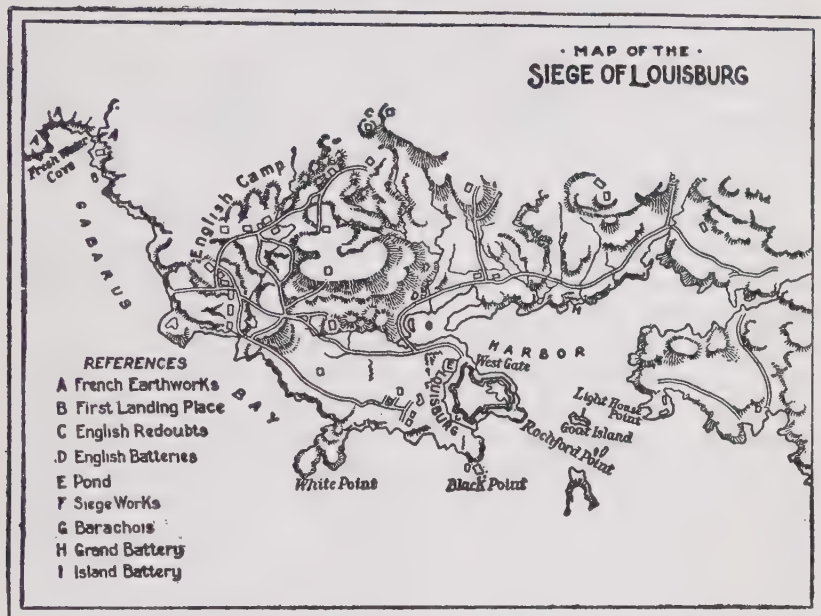 · MAP OF THE ·
SIEGE OF LOUISBURG
A
A
A
Fresh Water
Cove
B
C
G
GABARUS
English Camp
HARBOR
West Gate
E
LOUISBURG
BAY
H
Light House
Point
Goat Island
Rochford Point
White Point
Black Point
REFERENCES
A French Earthworks
B First Landing Place
C English Redoubts
D English Batteries
E Pond
F Siege Works
G Barachois
H Grand Battery
I Island Battery